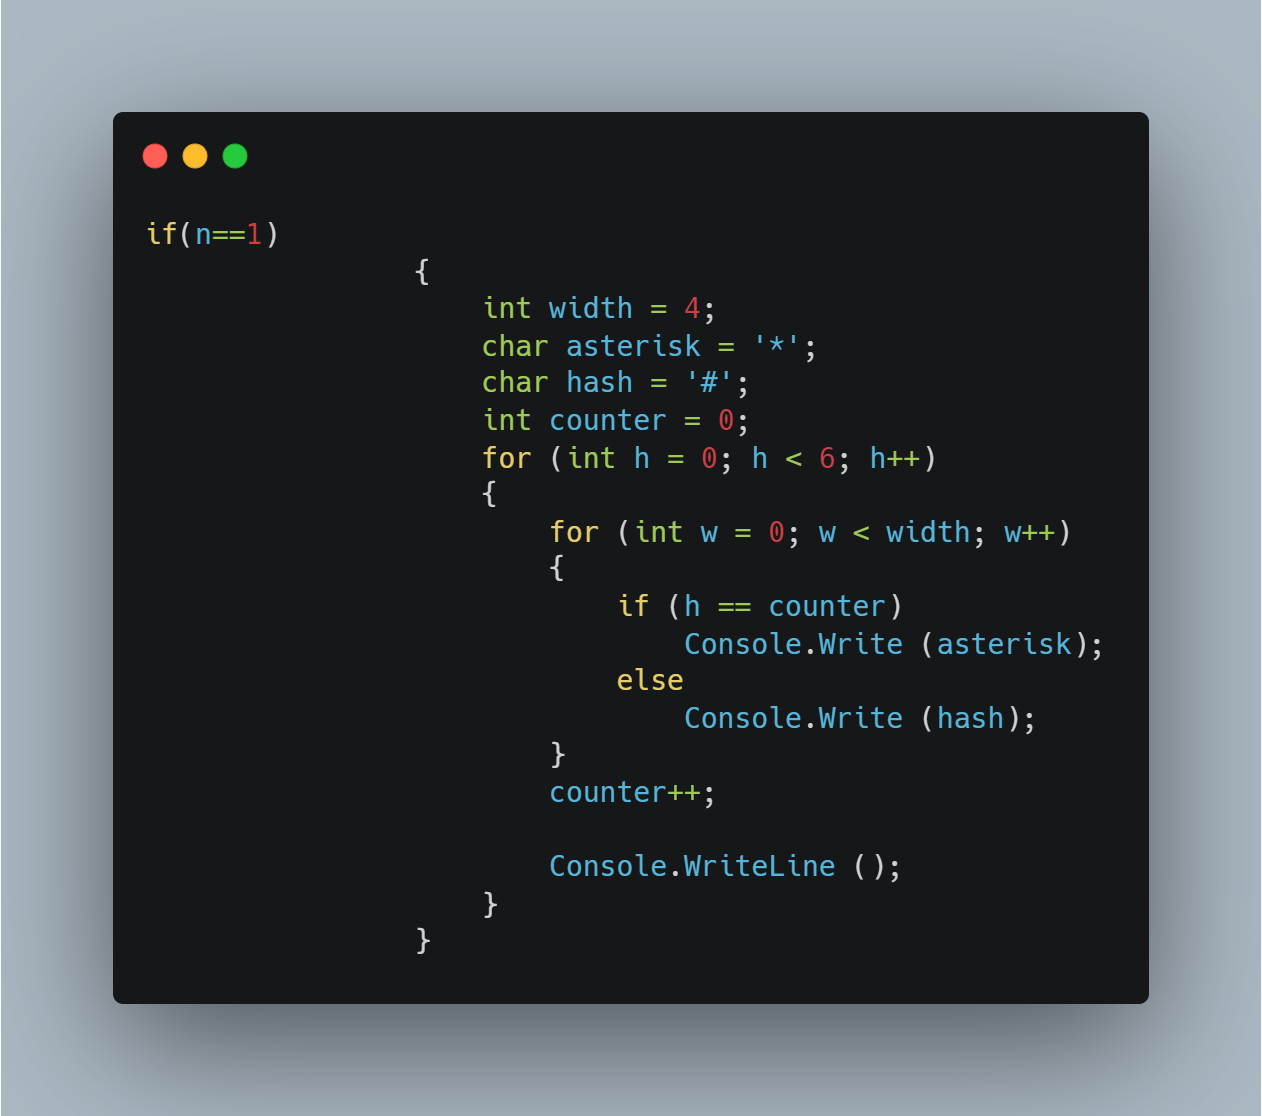 if(n==1)
{
int width = 4;
char asterisk = '*';
char hash = '#';
int counter = 0;
for (int h = 0; h < 6; h++)
{
for (int w = 0; w < width; w++)
{
if (h == counter)
Console.Write (asterisk);
else
Console.Write (hash);
}
counter++;
Console.WriteLine ();
}
}